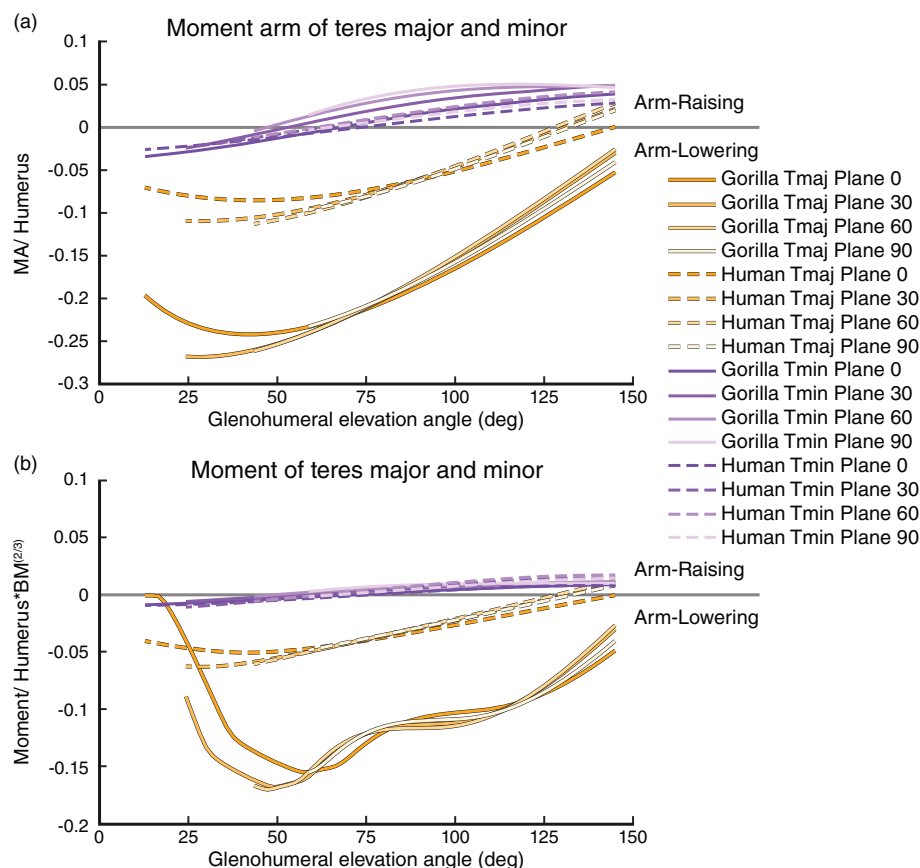 (a)
Moment arm of teres major and minor
0.1
0.05
0
-0.05
-0.1
-0.15
-0.2
-0.25
-0.3
MA/ Humerus
0
25
50
75
100
125
150
Glenohumeral elevation angle (deg)
Arm-Raising
Arm-Lowering
Gorilla Tmaj Plane 0
Gorilla Tmaj Plane 30
Gorilla Tmaj Plane 60
Gorilla Tmaj Plane 90
Human Tmaj Plane 0
Human Tmaj Plane 30
Human Tmaj Plane 60
Human Tmaj Plane 90
Gorilla Tmin Plane 0
Gorilla Tmin Plane 30
Gorilla Tmin Plane 60
Gorilla Tmin Plane 90
Human Tmin Plane 0
Human Tmin Plane 30
Human Tmin Plane 60
Human Tmin Plane 90
(b)
Moment of teres major and minor
0.1
0.05
0
-0.05
-0.1
-0.15
-0.2
Moment/ Humerus*BM(2/3)
0
25
50
75
100
125
150
Glenohumeral elevation angle (deg)
Arm-Raising
Arm-Lowering